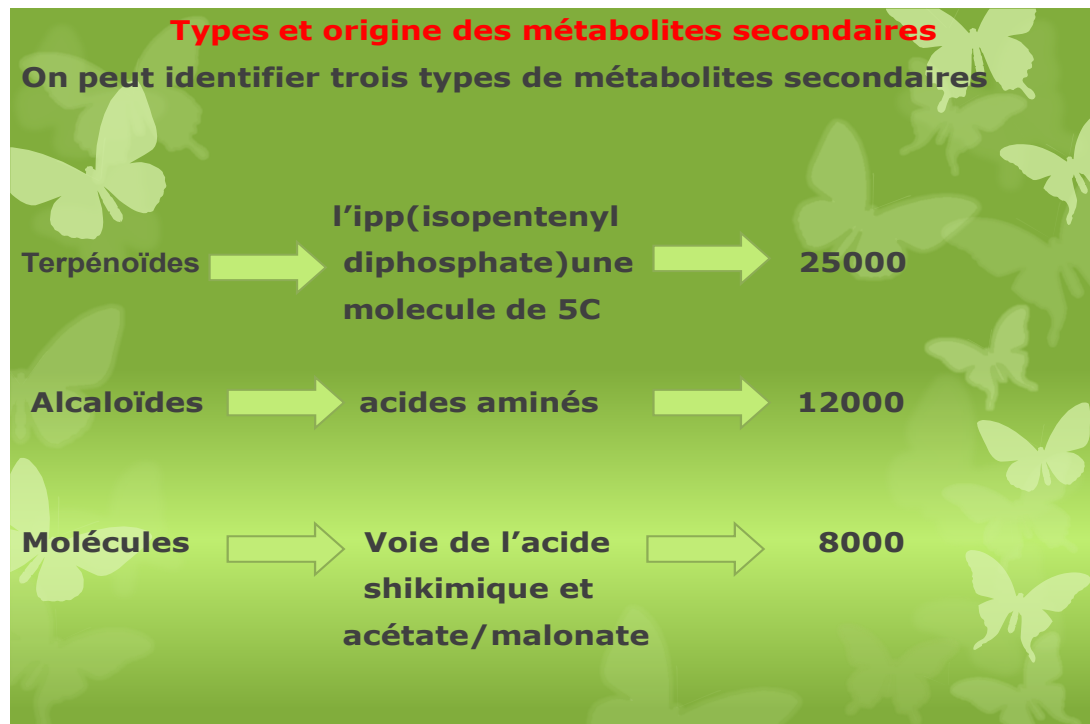 Types et origine des métabolites secondaires
On peut identifier trois types de métabolites secondaires
l’ipp(isopentenyl
Terpénoïdes diphosphate)une 25000
molecule de 5C
Alcaloïdes acides aminés 12000
Molécules Voie de l’acide 8000
shikimique et
acétate/malonate